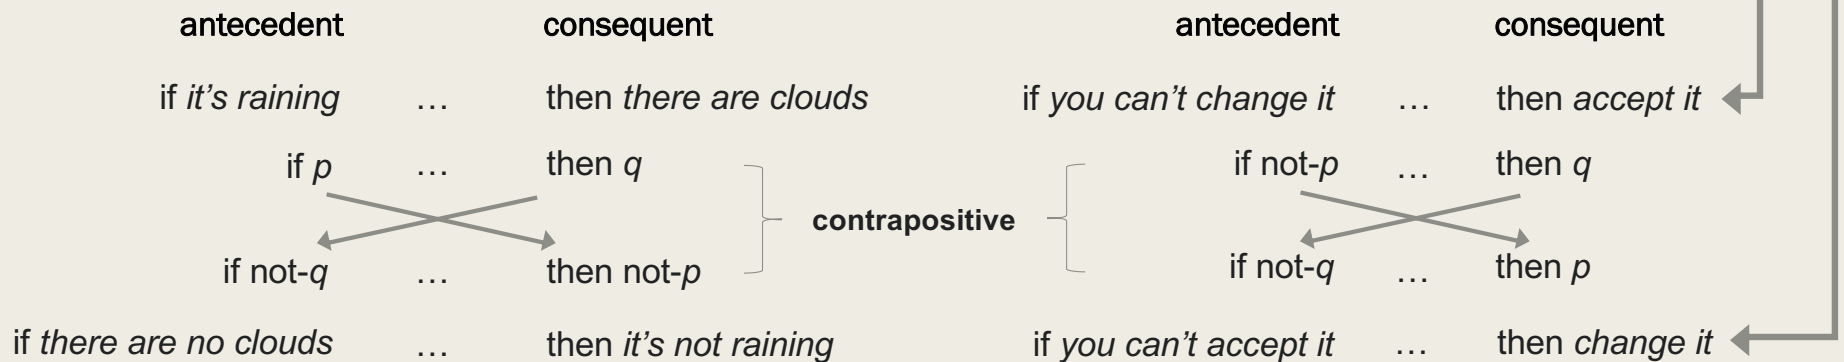 antecedent consequent antecedent consequent
if it's raining … then there are clouds if you can't change it … then accept it
if p … then q if not-p … then q
contrapositive
if not-q … then not-p if not-q … then p
if there are no clouds … then it's not raining if you can't accept it … then change it